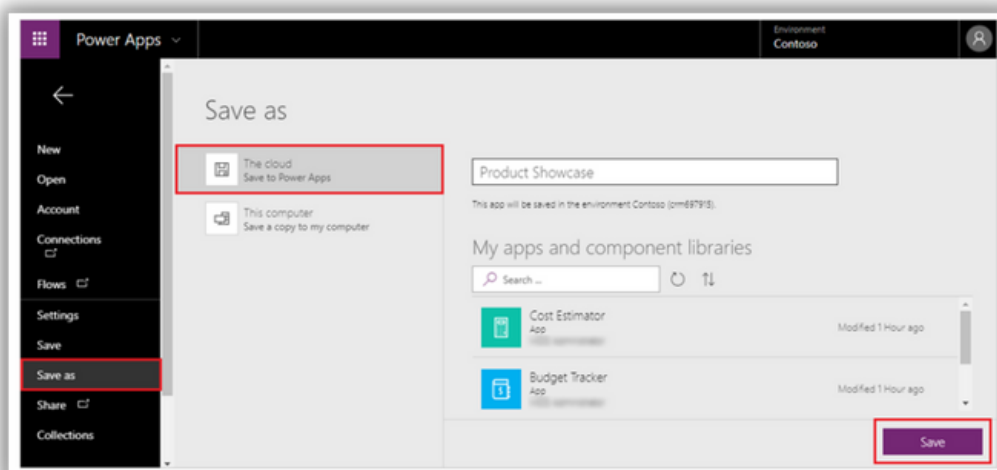 Power Apps
Environment
Contoso
New
Open
Account
Connections
Flows
Settings
Save
Save as
Share
Collections
Save as
The cloud
Save to Power Apps
This computer
Save a copy to my computer
Product Showcase
This app will be saved in the environment Contoso (crm697915).
My apps and component libraries
Search ...
Cost Estimator
App
Modified 1 Hour ago
Budget Tracker
App
Modified 1 Hour ago
Save